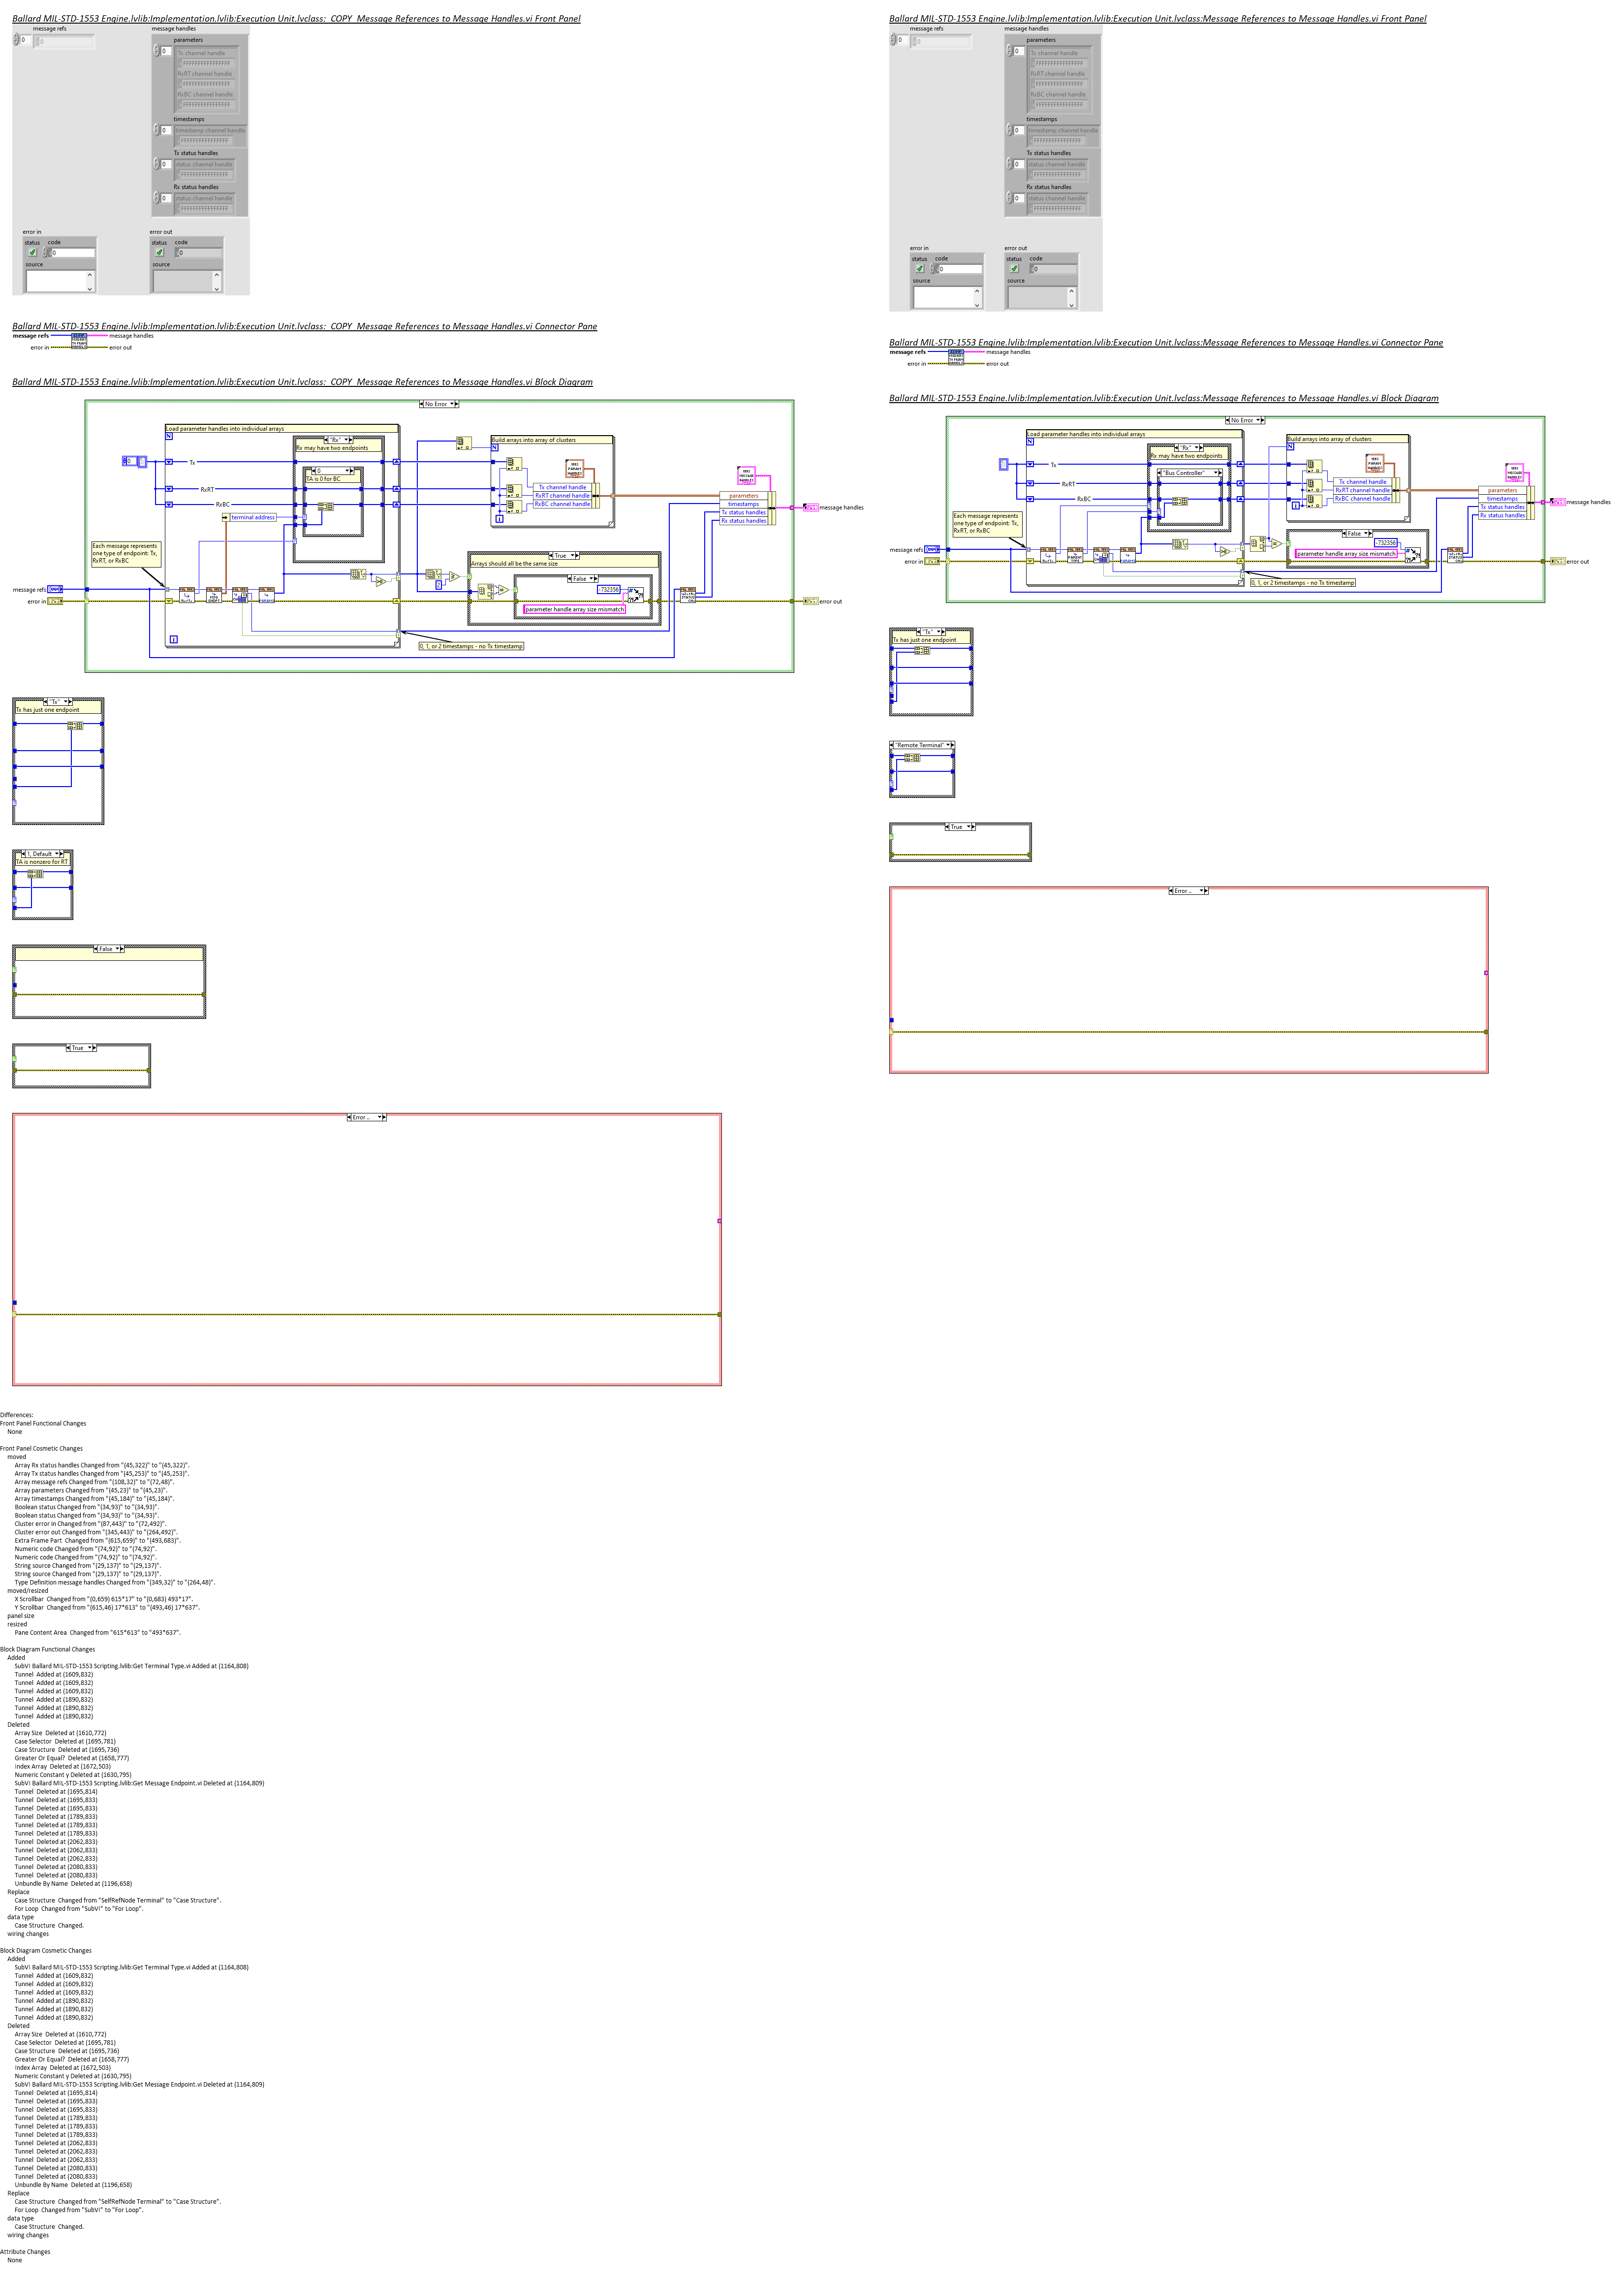 Ballard MIL-STD-1553 Engine.lvlib:Implementation.lvlib:Execution Unit.lvclass:_COPY_Message References to Message Handles.vi Front Panel
message refs
0
0
message handles
parameters
0
Tx channel handle
FFFFFFFFFFFFFFFF
RxRT channel handle
FFFFFFFFFFFFFFFF
RxBC channel handle
FFFFFFFFFFFFFFFF
timestamps
0
timestamp channel handle
FFFFFFFFFFFFFFFF
Tx status handles
0
status channel handle
FFFFFFFFFFFFFFFF
Rx status handles
0
status channel handle
FFFFFFFFFFFFFFFF
error in
status code
0
source
error out
status code
0
source
Ballard MIL-STD-1553 Engine.lvlib:Implementation.lvlib:Execution Unit.lvclass:_COPY_Message References to Message Handles.vi Connector Pane
message refs
message handles
error in
error out
Ballard MIL-STD-1553 Engine.lvlib:Implementation.lvlib:Execution Unit.lvclass:_COPY_Message References to Message Handles.vi Block Diagram
No Error
Load parameter handles into individual arrays
N
"Rx"
Rx may have two endpoints
0
TA is 0 for BC
0
Tx
RxRT
RxBC
terminal address
Each message represents
one type of endpoint: Tx,
RxRT, or RxBC
message refs
error in
i
Build arrays into array of clusters
N
Tx channel handle
RxRT channel handle
RxBC channel handle
i
parameters
timestamps
Tx status handles
Rx status handles
message handles
True
Arrays should all be the same size
2
False
-732356
parameter handle array size mismatch
error out
0, 1, or 2 timestamps - no Tx timestamp
"Tx"
Tx has just one endpoint
1, Default
TA is nonzero for RT
False
True
Error ..
Ballard MIL-STD-1553 Engine.lvlib:Implementation.lvlib:Execution Unit.lvclass:Message References to Message Handles.vi Front Panel
message refs
0
0
message handles
parameters
0
Tx channel handle
FFFFFFFFFFFFFFFF
RxRT channel handle
FFFFFFFFFFFFFFFF
RxBC channel handle
FFFFFFFFFFFFFFFF
timestamps
0
timestamp channel handle
FFFFFFFFFFFFFFFF
Tx status handles
0
status channel handle
FFFFFFFFFFFFFFFF
Rx status handles
0
status channel handle
FFFFFFFFFFFFFFFF
error in
status code
0
source
error out
status code
0
source
Ballard MIL-STD-1553 Engine.lvlib:Implementation.lvlib:Execution Unit.lvclass:Message References to Message Handles.vi Connector Pane
message refs
message handles
error in
error out
Ballard MIL-STD-1553 Engine.lvlib:Implementation.lvlib:Execution Unit.lvclass:Message References to Message Handles.vi Block Diagram
No Error
Load parameter handles into individual arrays
N
"Rx"
Rx may have two endpoints
"Bus Controller"
Tx
RxRT
RxBC
Each message represents
one type of endpoint: Tx,
RxRT, or RxBC
message refs
error in
Build arrays into array of clusters
N
Tx channel handle
RxRT channel handle
RxBC channel handle
i
parameters
timestamps
Tx status handles
Rx status handles
message handles
False
-732356
parameter handle array size mismatch
error out
0, 1, or 2 timestamps - no Tx timestamp
"Tx"
Tx has just one endpoint
"Remote Terminal"
True
Error ..
Differences:
Front Panel Functional Changes
None
Front Panel Cosmetic Changes
moved
Array Rx status handles Changed from "(45,322)" to "(45,322)".
Array Tx status handles Changed from "(45,253)" to "(45,253)".
Array message refs Changed from "(108,32)" to "(72,48)".
Array parameters Changed from "(45,23)" to "(45,23)".
Array timestamps Changed from "(45,184)" to "(45,184)".
Boolean status Changed from "(34,93)" to "(34,93)".
Boolean status Changed from "(34,93)" to "(34,93)".
Cluster error in Changed from "(87,443)" to "(72,492)".
Cluster error out Changed from "(345,443)" to "(264,492)".
Extra Frame Part  Changed from "(615,659)" to "(493,683)".
Numeric code Changed from "(74,92)" to "(74,92)".
Numeric code Changed from "(74,92)" to "(74,92)".
String source Changed from "(29,137)" to "(29,137)".
String source Changed from "(29,137)" to "(29,137)".
Type Definition message handles Changed from "(349,32)" to "(264,48)".
moved/resized
X Scrollbar  Changed from "(0,659) 615*17" to "(0,683) 493*17".
Y Scrollbar  Changed from "(615,46) 17*613" to "(493,46) 17*637".
panel size
resized
Pane Content Area  Changed from "615*613" to "493*637".
Block Diagram Functional Changes
Added
SubVI Ballard MIL-STD-1553 Scripting.lvlib:Get Terminal Type.vi Added at (1164,808)
Tunnel  Added at (1609,832)
Tunnel  Added at (1609,832)
Tunnel  Added at (1609,832)
Tunnel  Added at (1890,832)
Tunnel  Added at (1890,832)
Tunnel  Added at (1890,832)
Deleted
Array Size  Deleted at (1610,772)
Case Selector  Deleted at (1695,781)
Case Structure  Deleted at (1695,736)
Greater Or Equal?  Deleted at (1658,777)
Index Array  Deleted at (1672,503)
Numeric Constant y Deleted at (1630,795)
SubVI Ballard MIL-STD-1553 Scripting.lvlib:Get Message Endpoint.vi Deleted at (1164,809)
Tunnel  Deleted at (1695,814)
Tunnel  Deleted at (1695,833)
Tunnel  Deleted at (1695,833)
Tunnel  Deleted at (1789,833)
Tunnel  Deleted at (1789,833)
Tunnel  Deleted at (1789,833)
Tunnel  Deleted at (2062,833)
Tunnel  Deleted at (2062,833)
Tunnel  Deleted at (2062,833)
Tunnel  Deleted at (2080,833)
Tunnel  Deleted at (2080,833)
Unbundle By Name  Deleted at (1196,658)
Replace
Case Structure  Changed from "SelfRefNode Terminal" to "Case Structure".
For Loop  Changed from "SubVI" to "For Loop".
data type
Case Structure  Changed.
wiring changes
Block Diagram Cosmetic Changes
Added
SubVI Ballard MIL-STD-1553 Scripting.lvlib:Get Terminal Type.vi Added at (1164,808)
Tunnel  Added at (1609,832)
Tunnel  Added at (1609,832)
Tunnel  Added at (1609,832)
Tunnel  Added at (1890,832)
Tunnel  Added at (1890,832)
Tunnel  Added at (1890,832)
Deleted
Array Size  Deleted at (1610,772)
Case Selector  Deleted at (1695,781)
Case Structure  Deleted at (1695,736)
Greater Or Equal?  Deleted at (1658,777)
Index Array  Deleted at (1672,503)
Numeric Constant y Deleted at (1630,795)
SubVI Ballard MIL-STD-1553 Scripting.lvlib:Get Message Endpoint.vi Deleted at (1164,809)
Tunnel  Deleted at (1695,814)
Tunnel  Deleted at (1695,833)
Tunnel  Deleted at (1695,833)
Tunnel  Deleted at (1789,833)
Tunnel  Deleted at (1789,833)
Tunnel  Deleted at (1789,833)
Tunnel  Deleted at (2062,833)
Tunnel  Deleted at (2062,833)
Tunnel  Deleted at (2062,833)
Tunnel  Deleted at (2080,833)
Tunnel  Deleted at (2080,833)
Unbundle By Name  Deleted at (1196,658)
Replace
Case Structure  Changed from "SelfRefNode Terminal" to "Case Structure".
For Loop  Changed from "SubVI" to "For Loop".
data type
Case Structure  Changed.
wiring changes
Attribute Changes
None